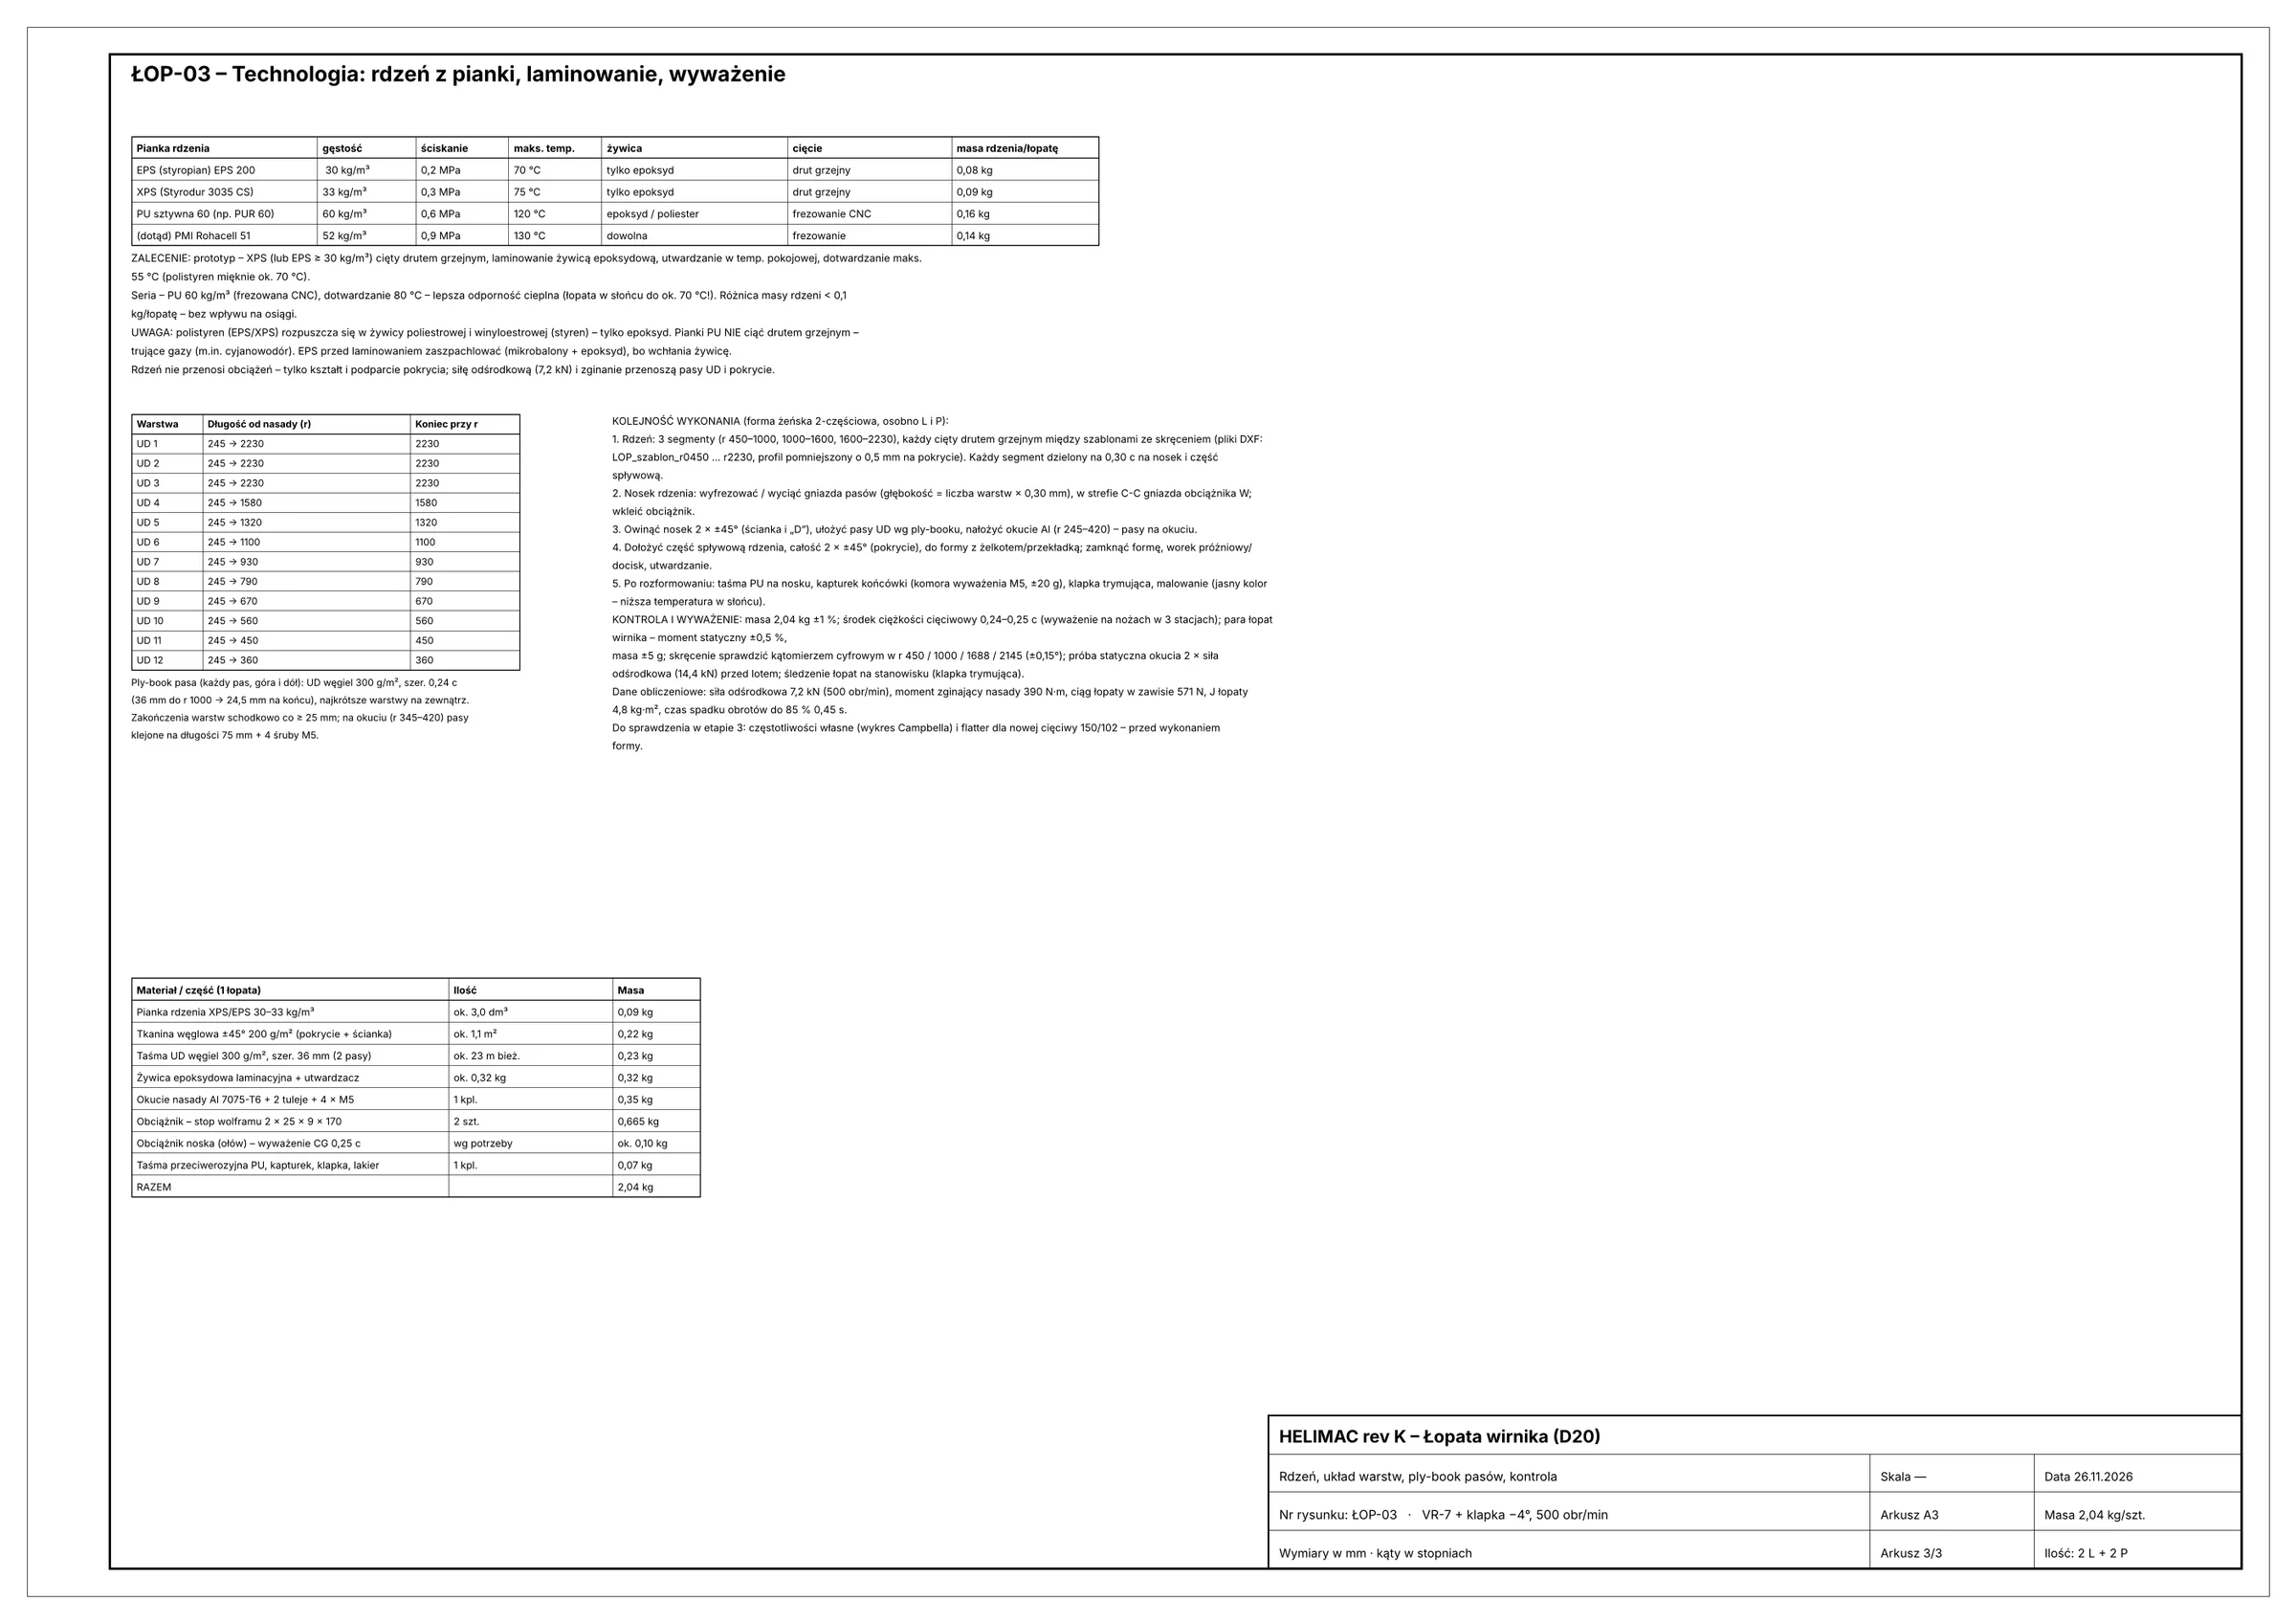 ŁOP-03 – Technologia: rdzeń z pianki, laminowanie, wyważenie
Pianka rdzenia gęstość ściskanie maks. temp. żywica cięcie masa rdzenia/łopatę
EPS (styropian) EPS 200 30 kg/m³ 0,2 MPa 70 °C tylko epoksyd drut grzejny 0,08 kg
XPS (Styrodur 3035 CS) 33 kg/m³ 0,3 MPa 75 °C tylko epoksyd drut grzejny 0,09 kg
PU sztywna 60 (np. PUR 60) 60 kg/m³ 0,6 MPa 120 °C epoksyd / poliester frezowanie CNC 0,16 kg
(dotąd) PMI Rohacell 51 52 kg/m³ 0,9 MPa 130 °C dowolna frezowanie 0,14 kg
ZALECENIE: prototyp – XPS (lub EPS ≥ 30 kg/m³) cięty drutem grzejnym, laminowanie żywicą epoksydową, utwardzanie w temp. pokojowej, dotwardzanie maks.
55 °C (polistyren mięknie ok. 70 °C).
Seria – PU 60 kg/m³ (frezowana CNC), dotwardzanie 80 °C – lepsza odporność cieplna (łopata w słońcu do ok. 70 °C!). Różnica masy rdzeni < 0,1
kg/łopatę – bez wpływu na osiągi.
UWAGA: polistyren (EPS/XPS) rozpuszcza się w żywicy poliestrowej i winyloestrowej (styren) – tylko epoksyd. Pianki PU NIE ciąć drutem grzejnym –
trujące gazy (m.in. cyjanowodór). EPS przed laminowaniem zaszpachlować (mikrobalony + epoksyd), bo wchłania żywicę.
Rdzeń nie przenosi obciążeń – tylko kształt i podparcie pokrycia; siłę odśrodkową (7,2 kN) i zginanie przenoszą pasy UD i pokrycie.
Warstwa Długość od nasady (r) Koniec przy r
UD 1 245 → 2230 2230
UD 2 245 → 2230 2230
UD 3 245 → 2230 2230
UD 4 245 → 1580 1580
UD 5 245 → 1320 1320
UD 6 245 → 1100 1100
UD 7 245 → 930 930
UD 8 245 → 790 790
UD 9 245 → 670 670
UD 10 245 → 560 560
UD 11 245 → 450 450
UD 12 245 → 360 360
Ply-book pasa (każdy pas, góra i dół): UD węgiel 300 g/m², szer. 0,24 c
(36 mm do r 1000 → 24,5 mm na końcu), najkrótsze warstwy na zewnątrz.
Zakończenia warstw schodkowo co ≥ 25 mm; na okuciu (r 345–420) pasy
klejone na długości 75 mm + 4 śruby M5.
KOLEJNOŚĆ WYKONANIA (forma żeńska 2-częściowa, osobno L i P):
1. Rdzeń: 3 segmenty (r 450–1000, 1000–1600, 1600–2230), każdy cięty drutem grzejnym między szablonami ze skręceniem (pliki DXF:
LOP_szablon_r0450 … r2230, profil pomniejszony o 0,5 mm na pokrycie). Każdy segment dzielony na 0,30 c na nosek i część
spływową.
2. Nosek rdzenia: wyfrezować / wyciąć gniazda pasów (głębokość = liczba warstw × 0,30 mm), w strefie C-C gniazda obciążnika W;
wkleić obciążnik.
3. Owinąć nosek 2 × ±45° (ścianka i „D”), ułożyć pasy UD wg ply-booku, nałożyć okucie Al (r 245–420) – pasy na okuciu.
4. Dołożyć część spływową rdzenia, całość 2 × ±45° (pokrycie), do formy z żelkotem/przekładką; zamknąć formę, worek próżniowy/
docisk, utwardzanie.
5. Po rozformowaniu: taśma PU na nosku, kapturek końcówki (komora wyważenia M5, ±20 g), klapka trymująca, malowanie (jasny kolor
– niższa temperatura w słońcu).
KONTROLA I WYWAŻENIE: masa 2,04 kg ±1 %; środek ciężkości cięciwowy 0,24–0,25 c (wyważenie na nożach w 3 stacjach); para łopat
wirnika – moment statyczny ±0,5 %,
masa ±5 g; skręcenie sprawdzić kątomierzem cyfrowym w r 450 / 1000 / 1688 / 2145 (±0,15°); próba statyczna okucia 2 × siła
odśrodkowa (14,4 kN) przed lotem; śledzenie łopat na stanowisku (klapka trymująca).
Dane obliczeniowe: siła odśrodkowa 7,2 kN (500 obr/min), moment zginający nasady 390 N·m, ciąg łopaty w zawisie 571 N, J łopaty
4,8 kg·m², czas spadku obrotów do 85 % 0,45 s.
Do sprawdzenia w etapie 3: częstotliwości własne (wykres Campbella) i flatter dla nowej cięciwy 150/102 – przed wykonaniem
formy.
Materiał / część (1 łopata) Ilość Masa
Pianka rdzenia XPS/EPS 30–33 kg/m³ ok. 3,0 dm³ 0,09 kg
Tkanina węglowa ±45° 200 g/m² (pokrycie + ścianka) ok. 1,1 m² 0,22 kg
Taśma UD węgiel 300 g/m², szer. 36 mm (2 pasy) ok. 23 m bież. 0,23 kg
Żywica epoksydowa laminacyjna + utwardzacz ok. 0,32 kg 0,32 kg
Okucie nasady Al 7075-T6 + 2 tuleje + 4 × M5 1 kpl. 0,35 kg
Obciążnik – stop wolframu 2 × 25 × 9 × 170 2 szt. 0,665 kg
Obciążnik noska (ołów) – wyważenie CG 0,25 c wg potrzeby ok. 0,10 kg
Taśma przeciwerozyjna PU, kapturek, klapka, lakier 1 kpl. 0,07 kg
RAZEM 2,04 kg
HELIMAC rev K – Łopata wirnika (D20)
Rdzeń, układ warstw, ply-book pasów, kontrola Skala — Data 26.11.2026
Nr rysunku: ŁOP-03 · VR-7 + klapka −4°, 500 obr/min Arkusz A3 Masa 2,04 kg/szt.
Wymiary w mm · kąty w stopniach Arkusz 3/3 Ilość: 2 L + 2 P